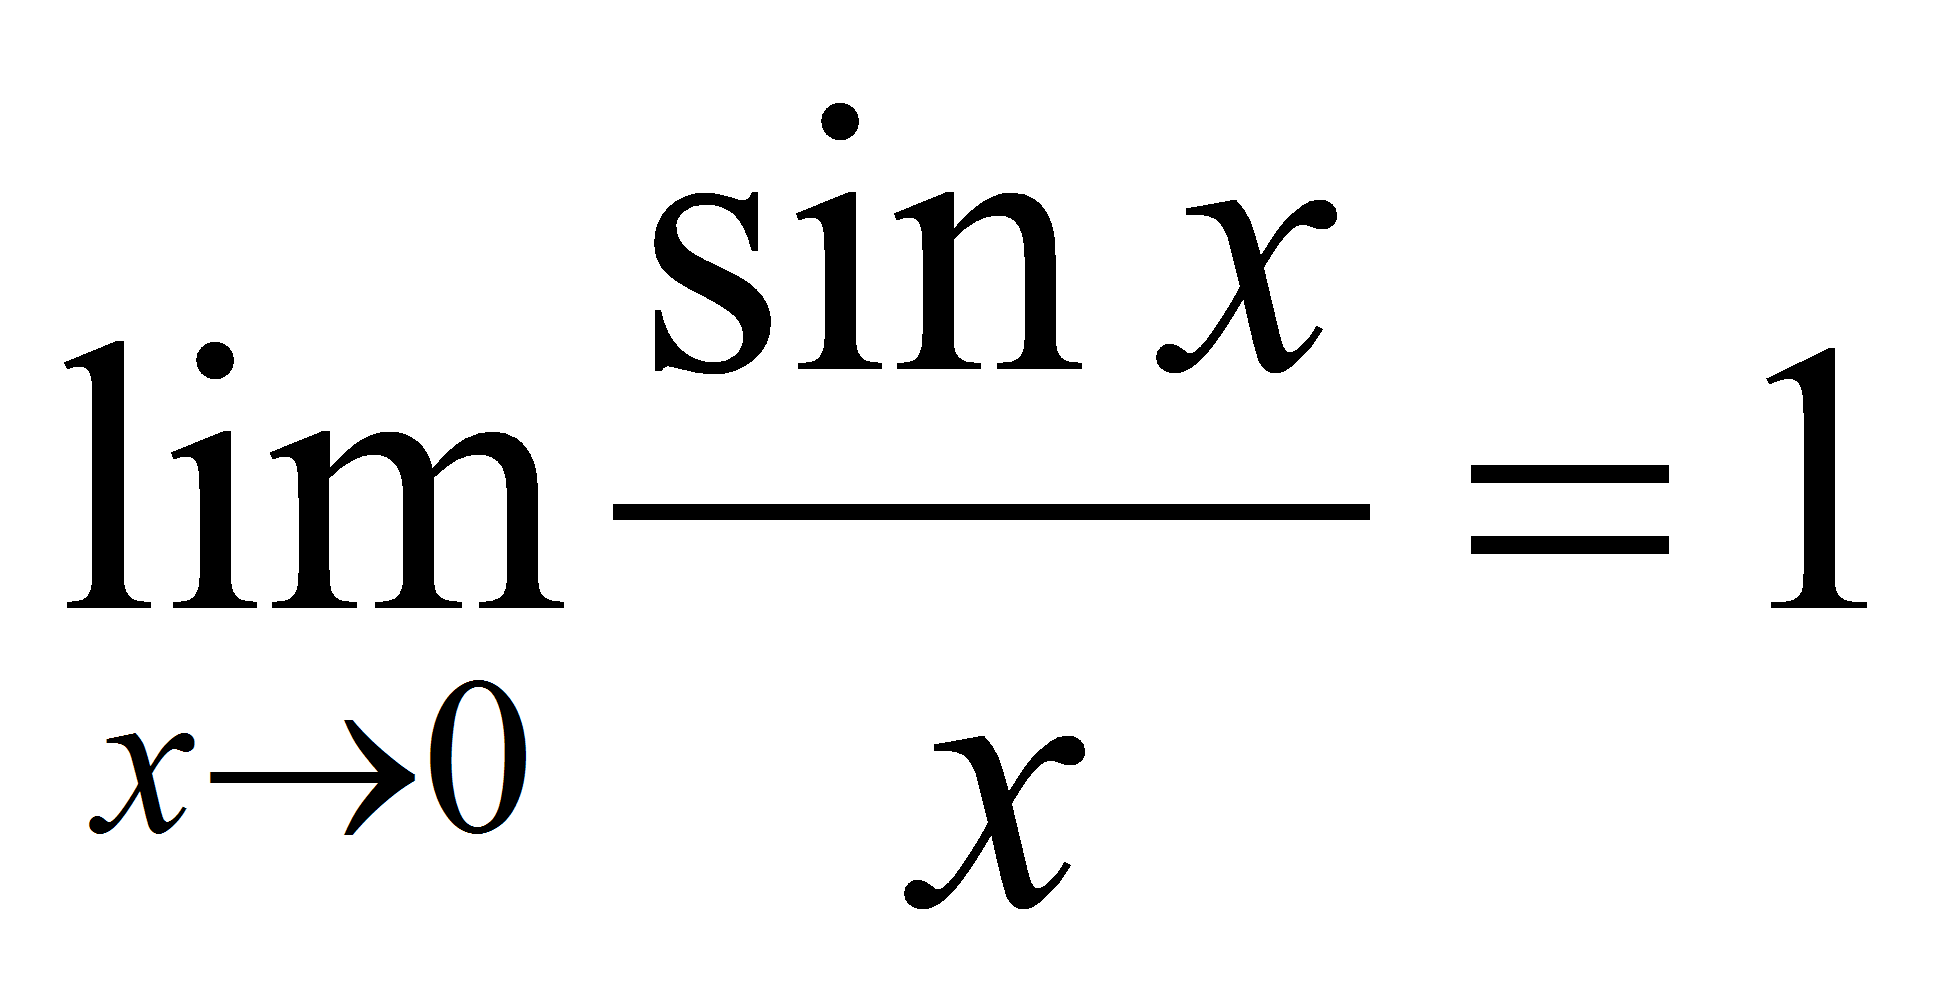 lim x→0 sin x / x = 1